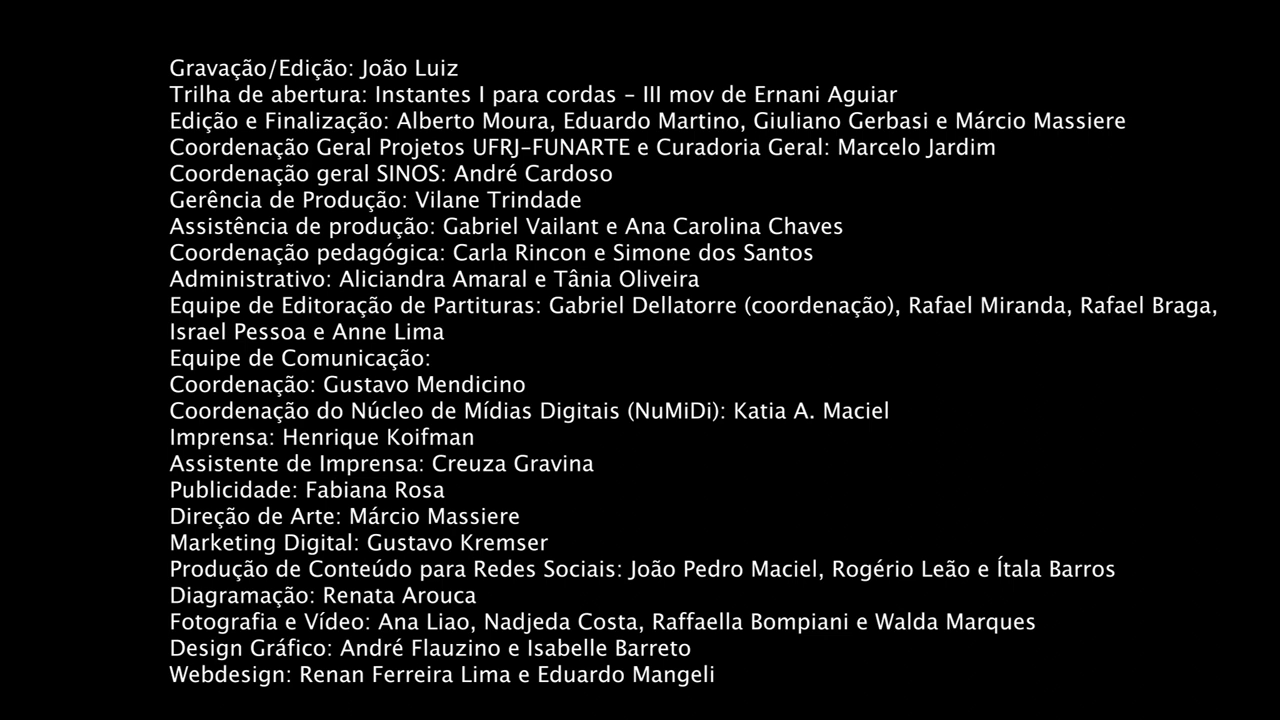 Gravação/Edição: João Luiz
Trilha de abertura: Instantes I para cordas – III mov de Ernani Aguiar
Edição e Finalização: Alberto Moura, Eduardo Martino, Giuliano Gerbasi e Márcio Massiere
Coordenação Geral Projetos UFRJ-FUNARTE e Curadoria Geral: Marcelo Jardim
Coordenação geral SINOS: André Cardoso
Gerência de Produção: Vilane Trindade
Assistência de produção: Gabriel Vailant e Ana Carolina Chaves
Coordenação pedagógica: Carla Rincon e Simone dos Santos
Administrativo: Aliciandra Amaral e Tânia Oliveira
Equipe de Editoração de Partituras: Gabriel Dellatorre (coordenação), Rafael Miranda, Rafael Braga,
Israel Pessoa e Anne Lima
Equipe de Comunicação:
Coordenação: Gustavo Mendicino
Coordenação do Núcleo de Mídias Digitais (NuMiDi): Katia A. Maciel
Imprensa: Henrique Koifman
Assistente de Imprensa: Creuza Gravina
Publicidade: Fabiana Rosa
Direção de Arte: Márcio Massiere
Marketing Digital: Gustavo Kremser
Produção de Conteúdo para Redes Sociais: João Pedro Maciel, Rogério Leão e Ítala Barros
Diagramação: Renata Arouca
Fotografia e Vídeo: Ana Liao, Nadjeda Costa, Raffaella Bompiani e Walda Marques
Design Gráfico: André Flauzino e Isabelle Barreto
Webdesign: Renan Ferreira Lima e Eduardo Mangeli